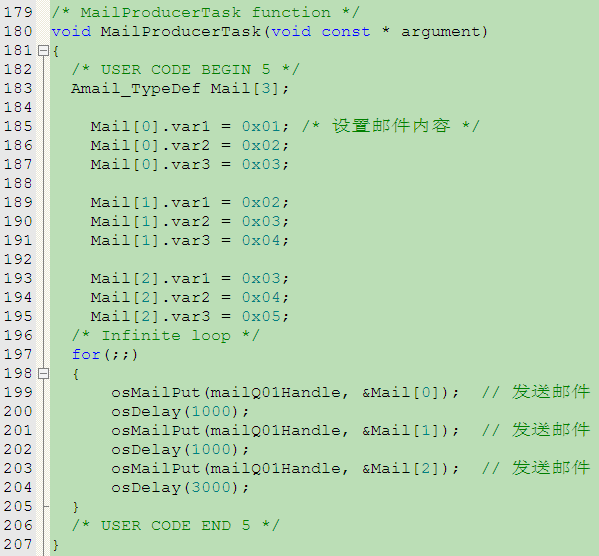 179 /* MailProducerTask function */
180 void MailProducerTask(void const * argument)
181 {
182   /* USER CODE BEGIN 5 */
183   Amail_TypeDef Mail[3];
184
185     Mail[0].var1 = 0x01; /* 设置邮件内容 */
186     Mail[0].var2 = 0x02;
187     Mail[0].var3 = 0x03;
188
189     Mail[1].var1 = 0x02;
190     Mail[1].var2 = 0x03;
191     Mail[1].var3 = 0x04;
192
193     Mail[2].var1 = 0x03;
194     Mail[2].var2 = 0x04;
195     Mail[2].var3 = 0x05;
196   /* Infinite loop */
197   for(;;)
198   {
199       osMailPut(mailQ01Handle, &Mail[0]);  // 发送邮件
200       osDelay(1000);
201       osMailPut(mailQ01Handle, &Mail[1]);  // 发送邮件
202       osDelay(1000);
203       osMailPut(mailQ01Handle, &Mail[2]);  // 发送邮件
204       osDelay(3000);
205   }
206   /* USER CODE END 5 */
207 }